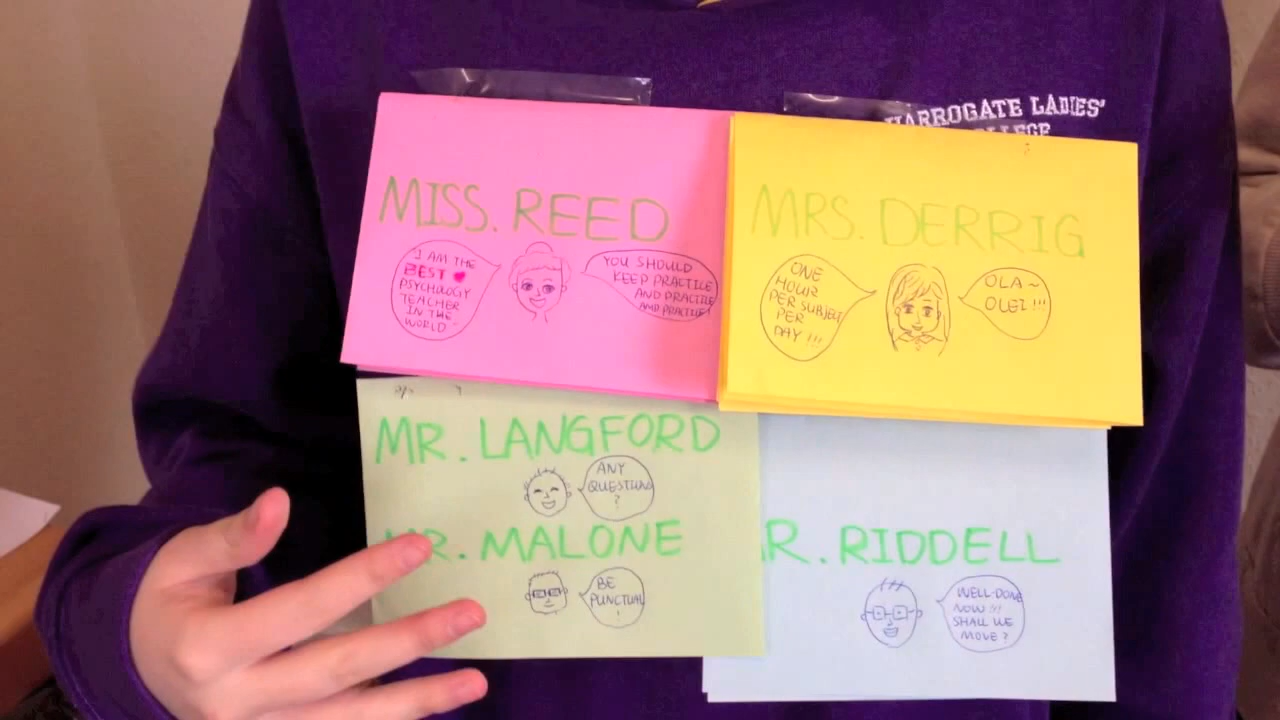 HARROGATE LADIES'
COLLEGE
MISS. REED
"I AM THE
BEST
PSYCHOLOGY
TEACHER
IN THE
WORLD"
YOU SHOULD
KEEP PRACTICE
AND PRACTICE
AND PRACTICE!
MRS. DERRIG
ONE
HOUR
PER SUBJECT
PER
DAY !!!
OLA~
OLEI !!!
MR. LANGFORD
ANY
QUESTIONS
?
MR. MALONE
BE
PUNCTUAL
!
R. RIDDELL
WELL-DONE
NOW !!!
SHALL WE
MOVE?